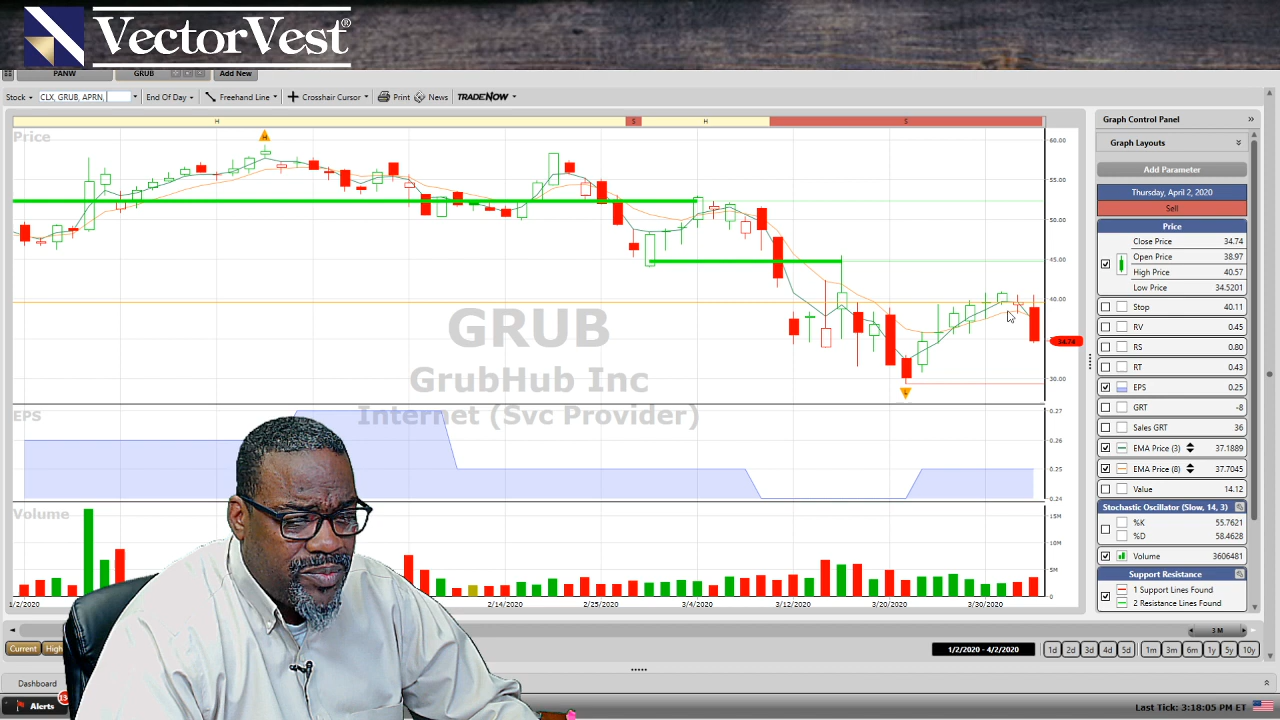 VectorVest®
PANW GRUB Add New
Stock CLX, GRUB, APRN, End Of Day Freehand Line Crosshair Cursor Print News TRADENOW
H S H S
Price
H
60.00
55.00
50.00
45.00
40.00
34.74
30.00
GRUB
GrubHub Inc
Internet (Svc Provider)
L
EPS
0.27
0.26
0.25
0.24
Volume
15M
10M
5M
0
1/2/2020 2/14/2020 2/25/2020 3/4/2020 3/12/2020 3/20/2020 3/30/2020
Graph Control Panel
Graph Layouts
Add Parameter
Thursday, April 2, 2020
Sell
Price
Close Price 34.74
Open Price 38.97
High Price 40.57
Low Price 34.5201
Stop 40.11
RV 0.45
RS 0.80
RT 0.43
EPS 0.25
GRT -8
Sales GRT 36
EMA Price (3) 37.1889
EMA Price (8) 37.7045
Value 14.12
Stochastic Oscillator (Slow, 14, 3)
%K 55.7621
%D 58.4628
Volume 3606481
Support Resistance
1 Support Lines Found
2 Resistance Lines Found
3 M
Current High
1/2/2020 - 4/2/2020 1d 2d 3d 4d 5d 1m 3m 6m 1y 5y 10y
Dashboard
Alerts 13
Last Tick: 3:18:05 PM ET